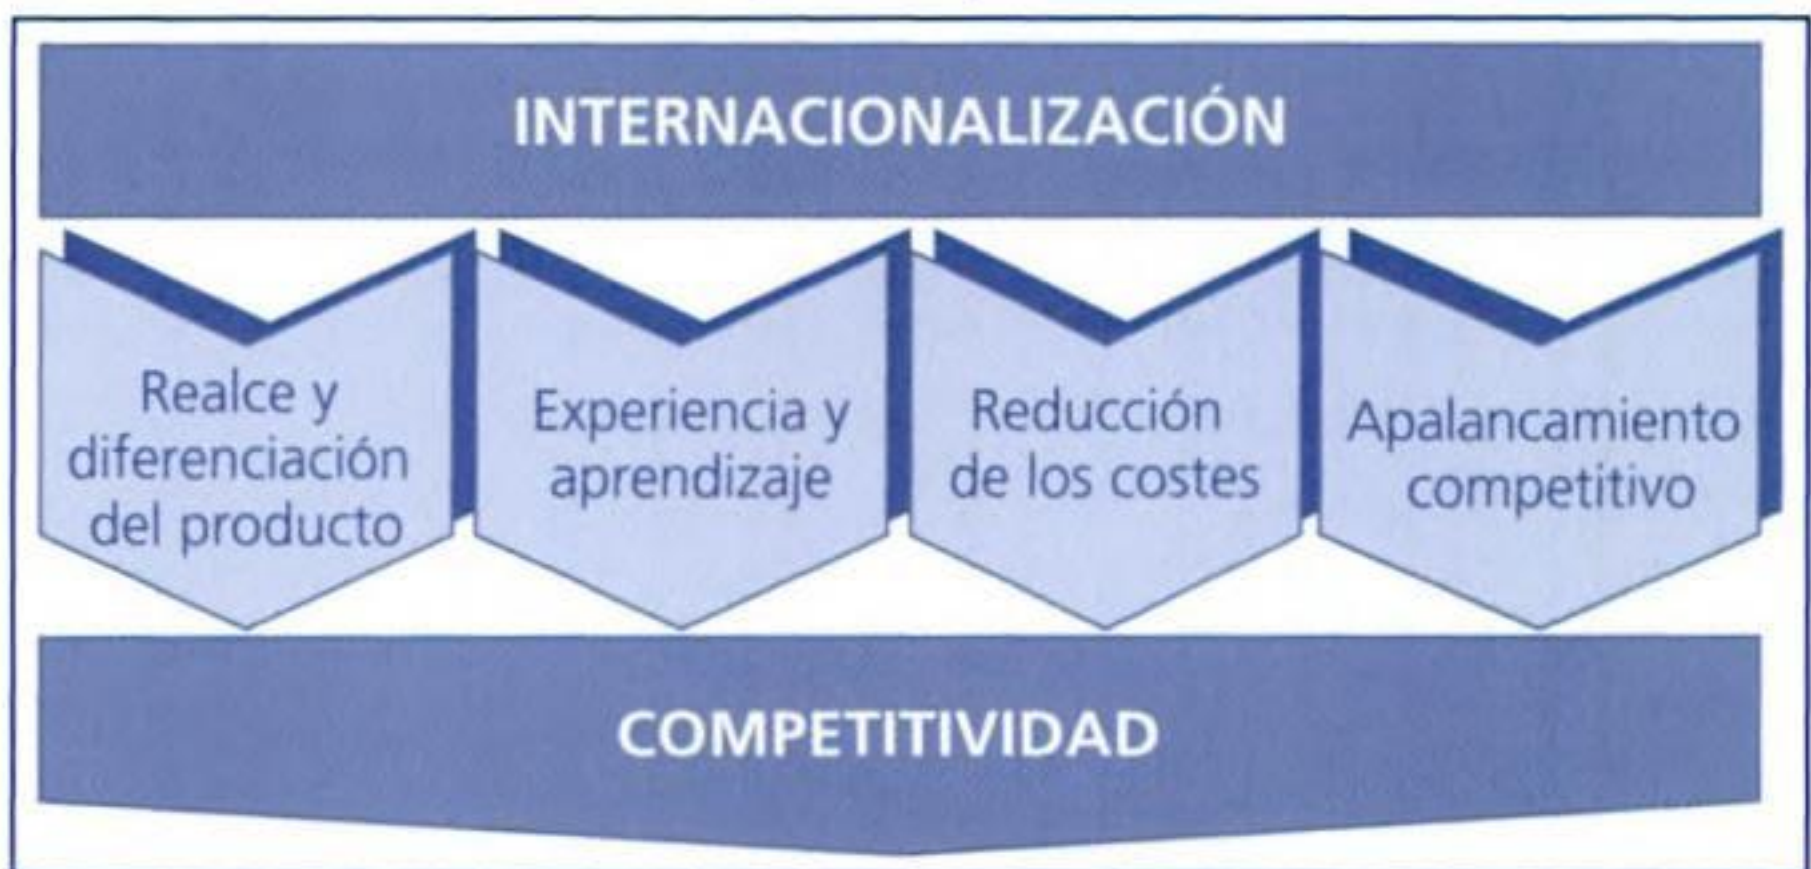 INTERNACIONALIZACIÓN
Realce y
diferenciación
del producto
Experiencia y
aprendizaje
Reducción
de los costes
Apalancamiento
competitivo
COMPETITIVIDAD